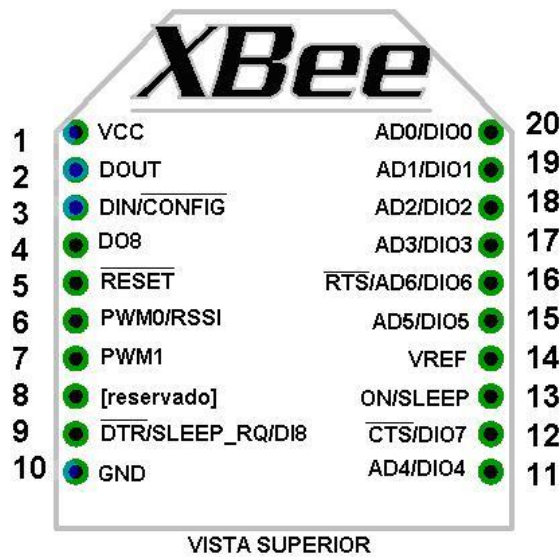 XBee
1 VCC AD0/DIO0 20
2 DOUT AD1/DIO1 19
3 DIN/CONFIG AD2/DIO2 18
4 DO8 AD3/DIO3 17
5 RESET RTS/AD6/DIO6 16
6 PWM0/RSSI AD5/DIO5 15
7 PWM1 VREF 14
8 [reservado] ON/SLEEP 13
9 DTR/SLEEP_RQ/DI8 CTS/DIO7 12
10 GND AD4/DIO4 11
VISTA SUPERIOR